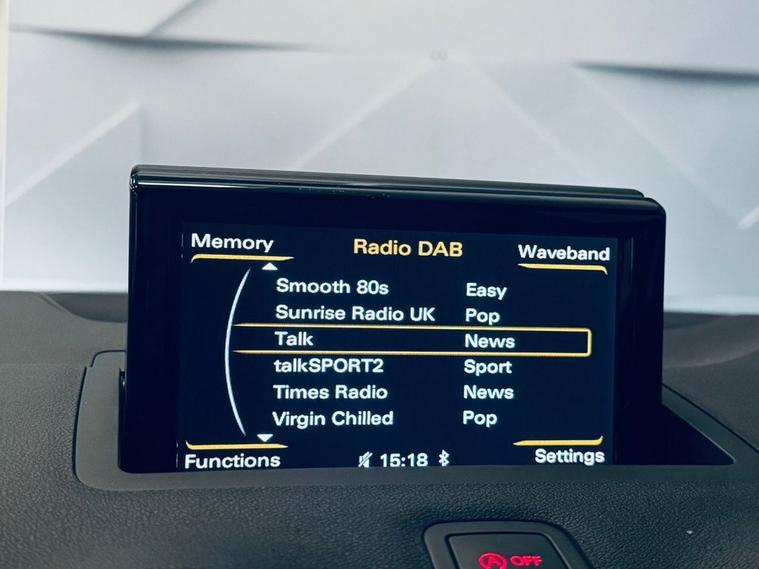 Memory Radio DAB Waveband
Smooth 80s Easy
Sunrise Radio UK Pop
Talk News
talkSPORT2 Sport
Times Radio News
Virgin Chilled Pop
Functions 15:18 Settings
A OFF